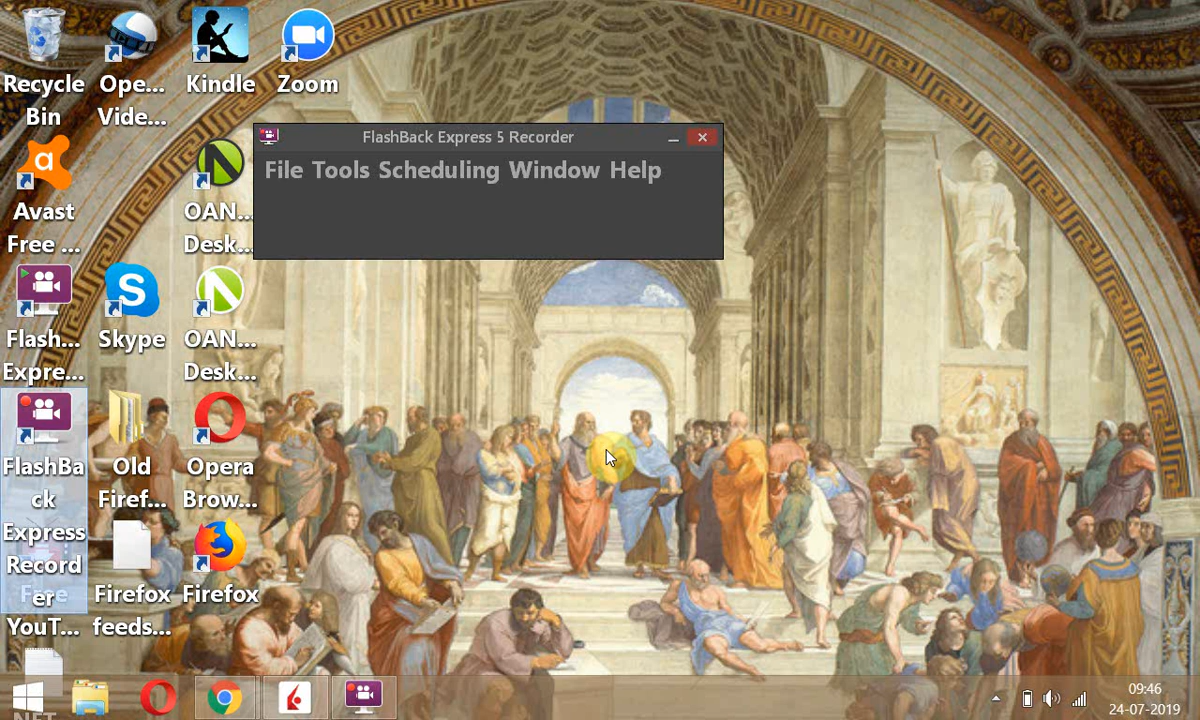 Recycle
Bin
Ope...
Vide...
Kindle
Zoom
FlashBack Express 5 Recorder
File Tools Scheduling Window Help
Avast
Free ...
OAN...
Desk...
Flash...
Expre...
Skype
OAN...
Desk...
FlashBa
ck
Express
Record
er
YouT...
Old
Firef...
Opera
Brow...
Firefox
feeds...
Firefox
09:46
24-07-2019